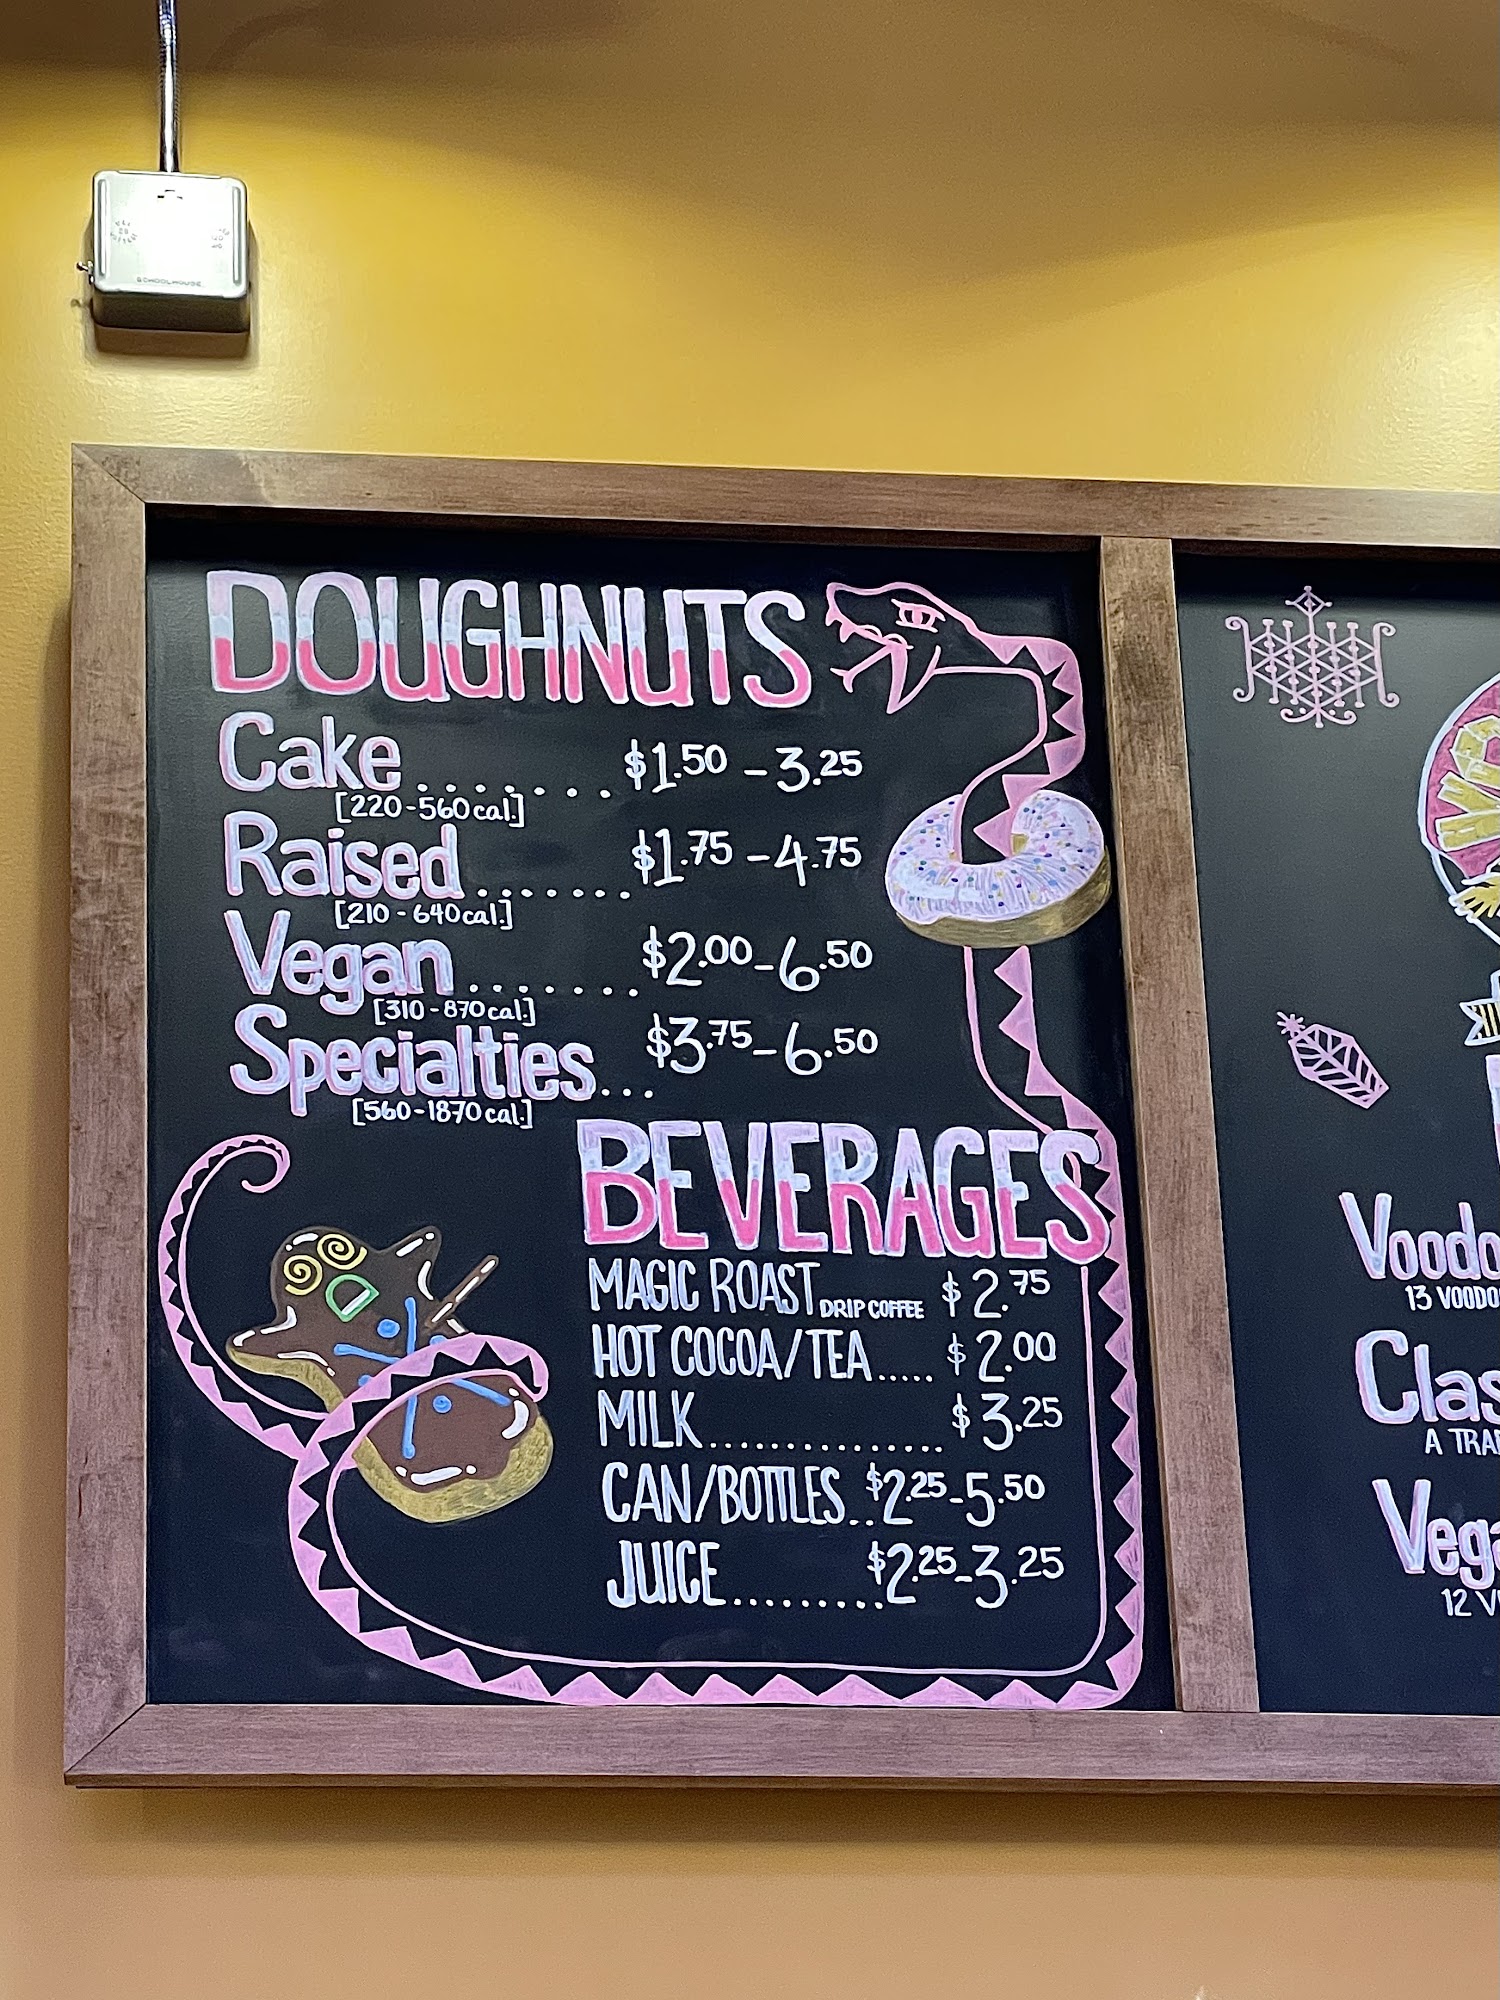 SCHOOLHOUSE
DOUGHNUTS
Cake ....... $1.50 - 3.25
[220-560 cal.]
Raised ....... $1.75 - 4.75
[210 - 640 cal.]
Vegan ....... $2.00 - 6.50
[310 - 870 cal.]
Specialties... $3.75 - 6.50
[560-1870 cal.]
BEVERAGES
MAGIC ROAST DRIP COFFEE $2.75
HOT COCOA/TEA..... $2.00
MILK............... $3.25
CAN/BOTTLES.. $2.25-5.50
JUICE......... $2.25-3.25
Voodo
13 VOODO
Clas
A TRA
Vega
12 V